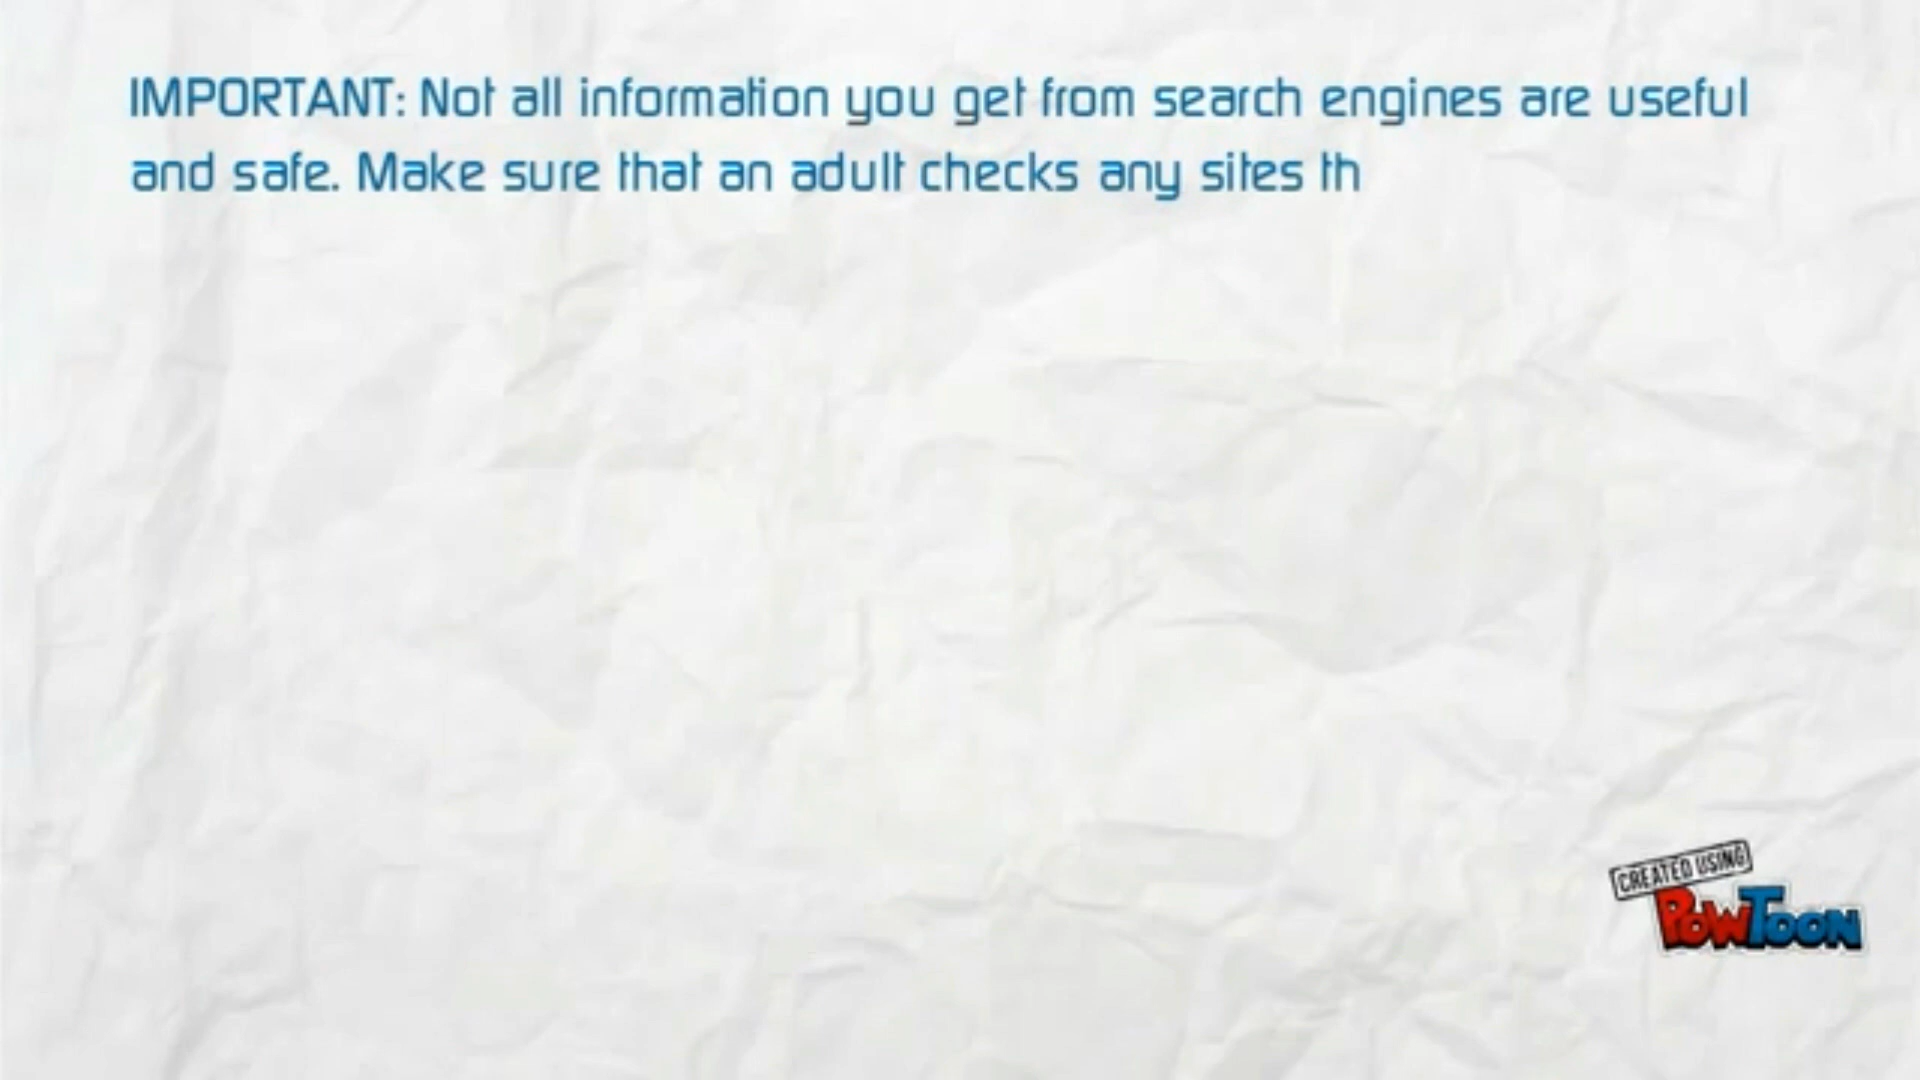 IMPORTANT: Not all information you get from search engines are useful
and safe. Make sure that an adult checks any sites th
CREATED USING
POWTOON